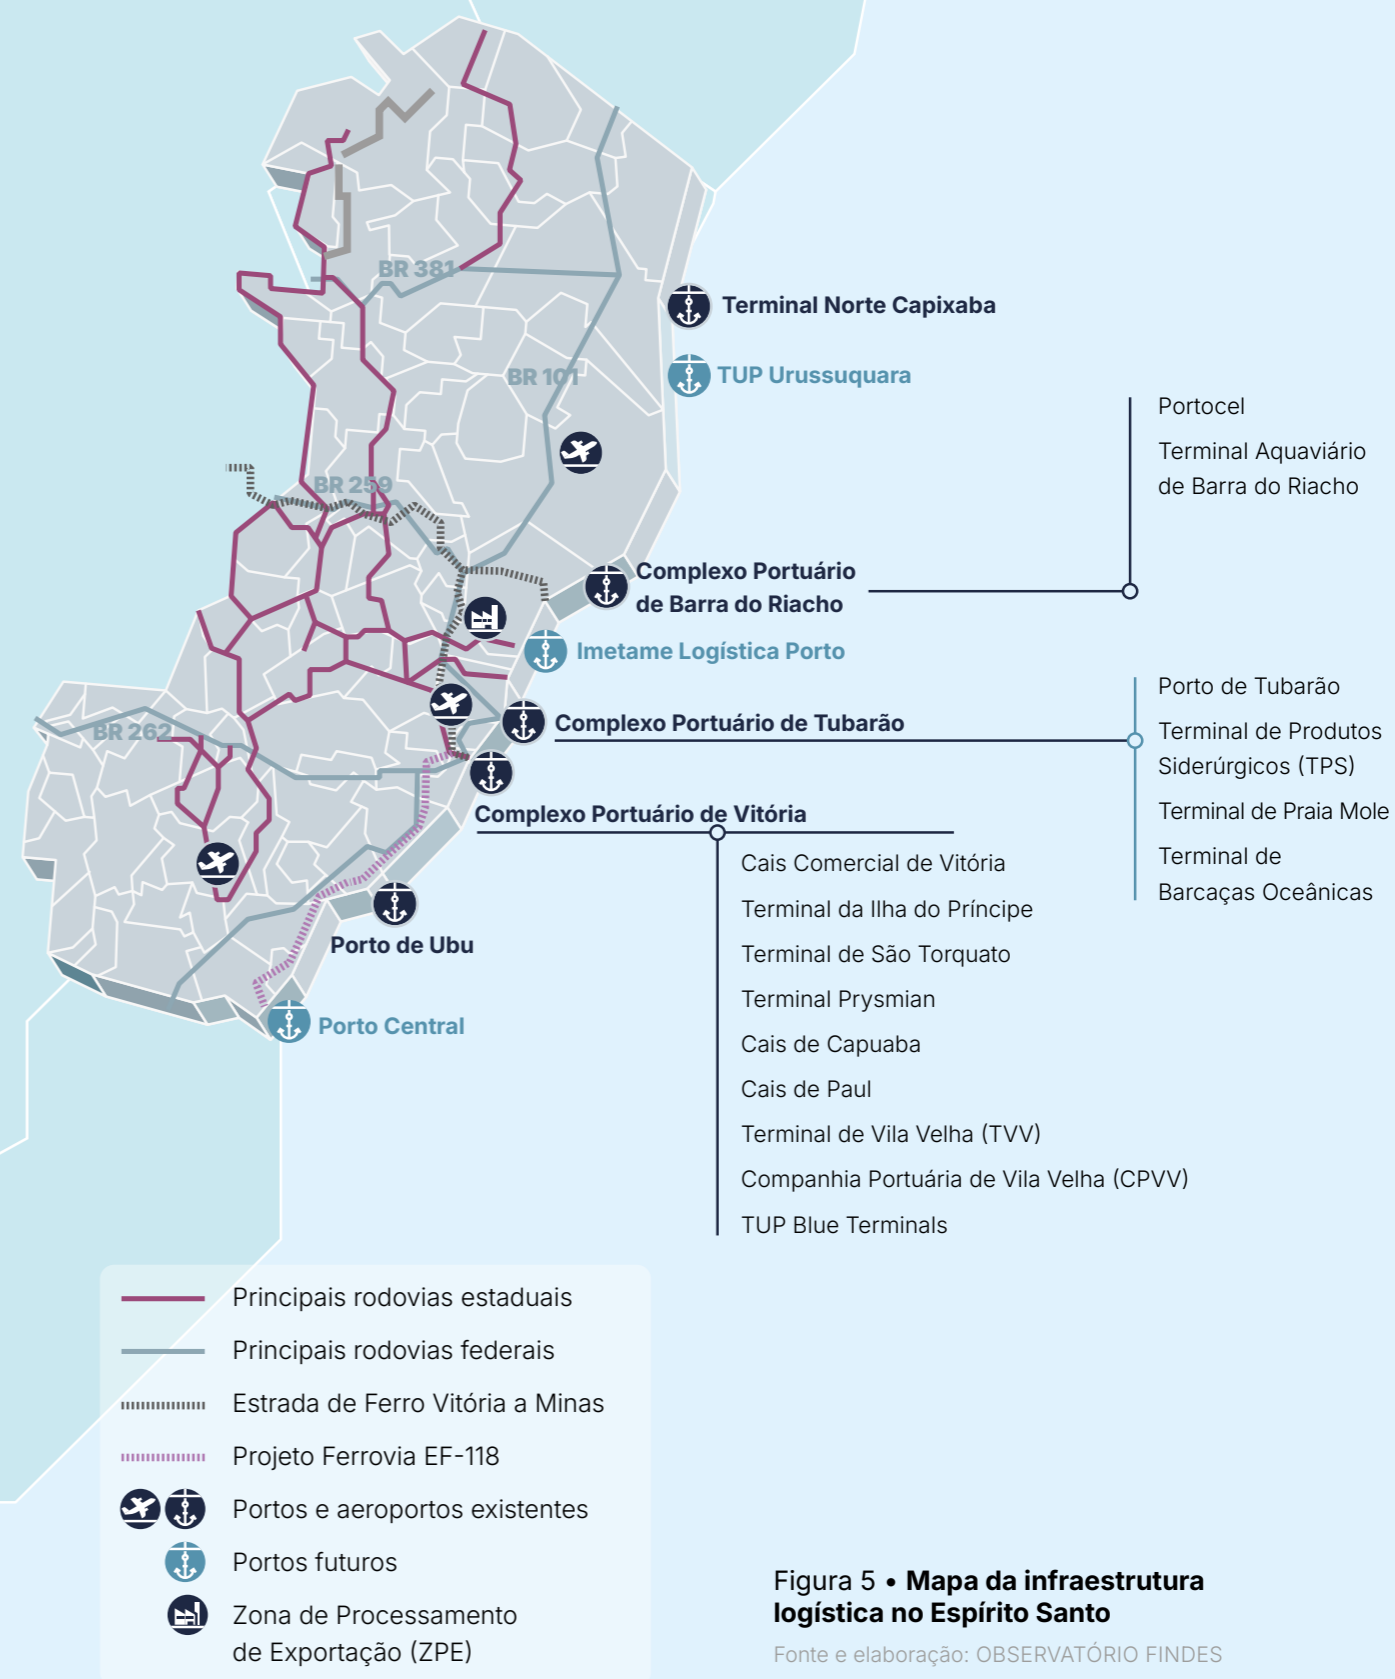 BR 381
Terminal Norte Capixaba
BR 101
TUP Urussuquara
Portocel
Terminal Aquaviário
de Barra do Riacho
BR 259
Complexo Portuário
de Barra do Riacho
Imetame Logística Porto
Porto de Tubarão
Terminal de Produtos
Siderúrgicos (TPS)
Terminal de Praia Mole
Terminal de
Barcaças Oceânicas
BR 262
Complexo Portuário de Tubarão
Complexo Portuário de Vitória
Cais Comercial de Vitória
Terminal da Ilha do Príncipe
Terminal de São Torquato
Terminal Prysmian
Cais de Capuaba
Cais de Paul
Terminal de Vila Velha (TVV)
Companhia Portuária de Vila Velha (CPVV)
TUP Blue Terminals
Porto de Ubu
Porto Central
Principais rodovias estaduais
Principais rodovias federais
Estrada de Ferro Vitória a Minas
Projeto Ferrovia EF-118
Portos e aeroportos existentes
Portos futuros
Zona de Processamento
de Exportação (ZPE)
Figura 5 • Mapa da infraestrutura
logística no Espírito Santo
Fonte e elaboração: OBSERVATÓRIO FINDES